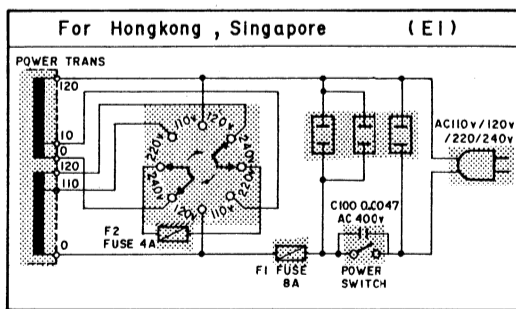 For Hongkong , Singapore (E1)
POWER TRANS
120
10
0
120
110
0
110v
120v
240v
220v
110v
120v
240v
220v
F2
FUSE 4A
F1 FUSE
8A
C100 0.0047
AC 400v
POWER
SWITCH
AC110v/120v
/220/240v